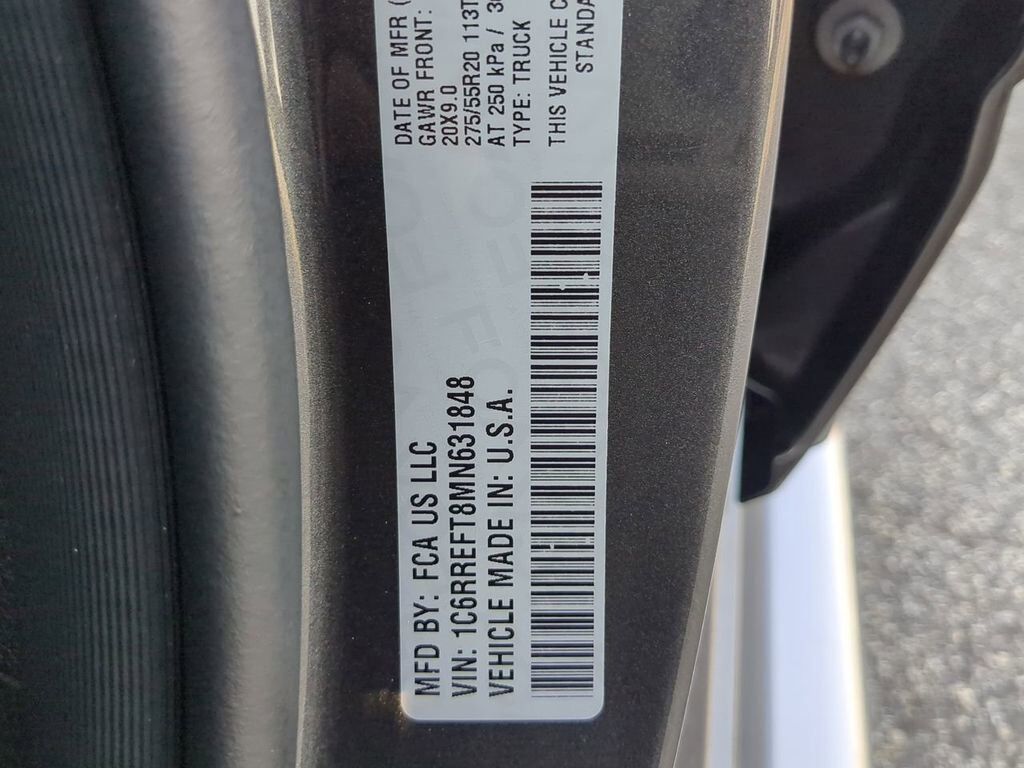 MFD BY: FCA US LLC
DATE OF MFR (
VIN: 1C6RREFT8MN631848
GAWR FRONT:
VEHICLE MADE IN: U.S.A.
20X9.0
275/55R20 113T
AT 250 kPa / 36
TYPE: TRUCK
THIS VEHICLE C
STANDA